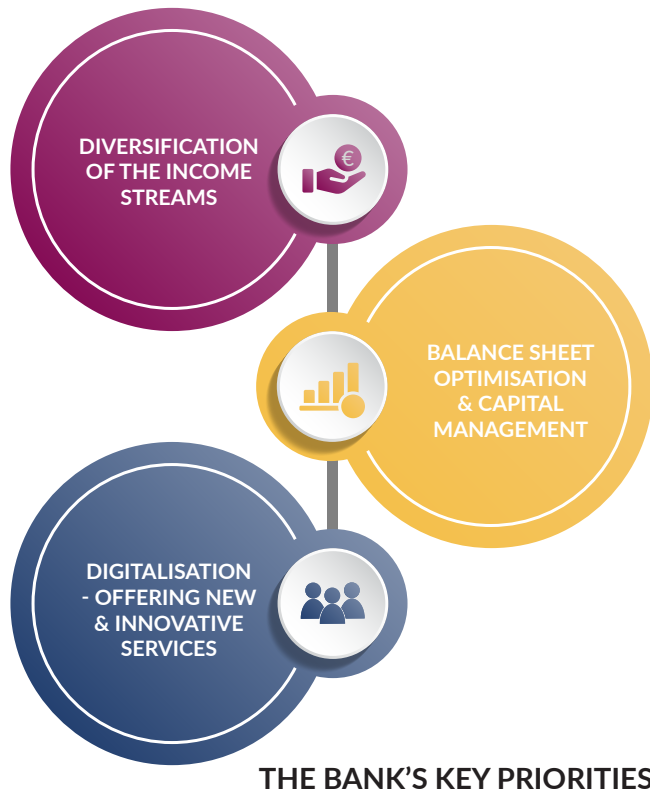 DIVERSIFICATION
OF THE INCOME
STREAMS
€
BALANCE SHEET
OPTIMISATION
& CAPITAL
MANAGEMENT
DIGITALISATION
- OFFERING NEW
& INNOVATIVE
SERVICES
THE BANK'S KEY PRIORITIES